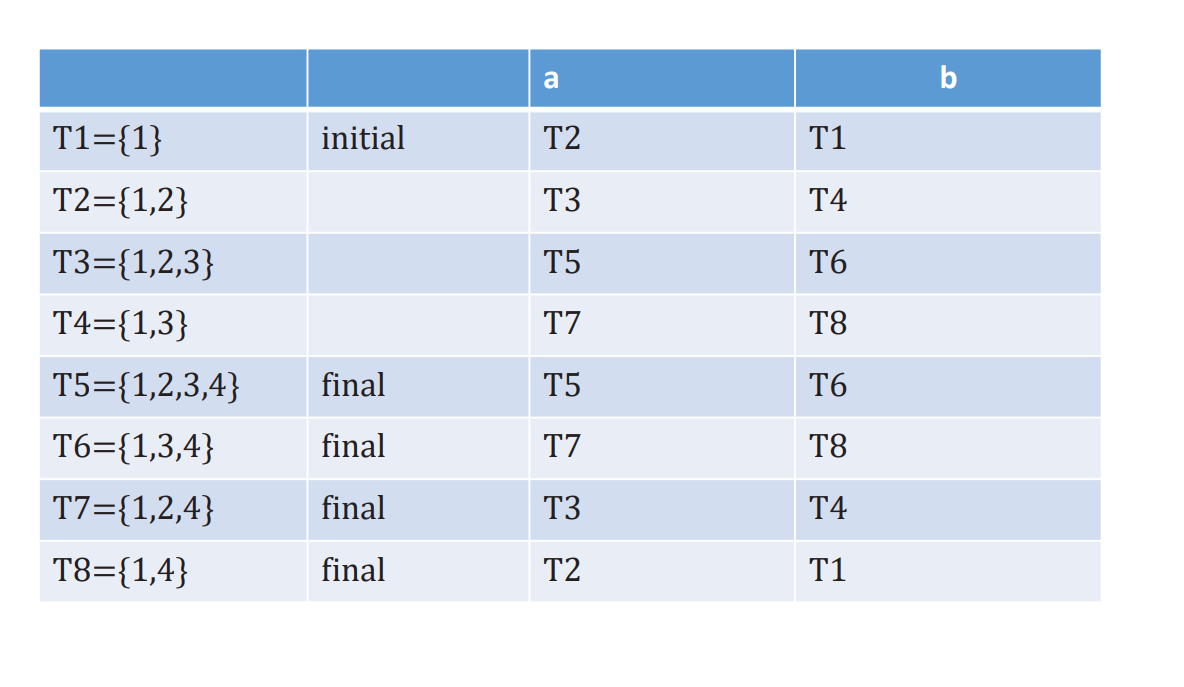 a b
T1={1} initial T2 T1
T2={1,2} T3 T4
T3={1,2,3} T5 T6
T4={1,3} T7 T8
T5={1,2,3,4} final T5 T6
T6={1,3,4} final T7 T8
T7={1,2,4} final T3 T4
T8={1,4} final T2 T1